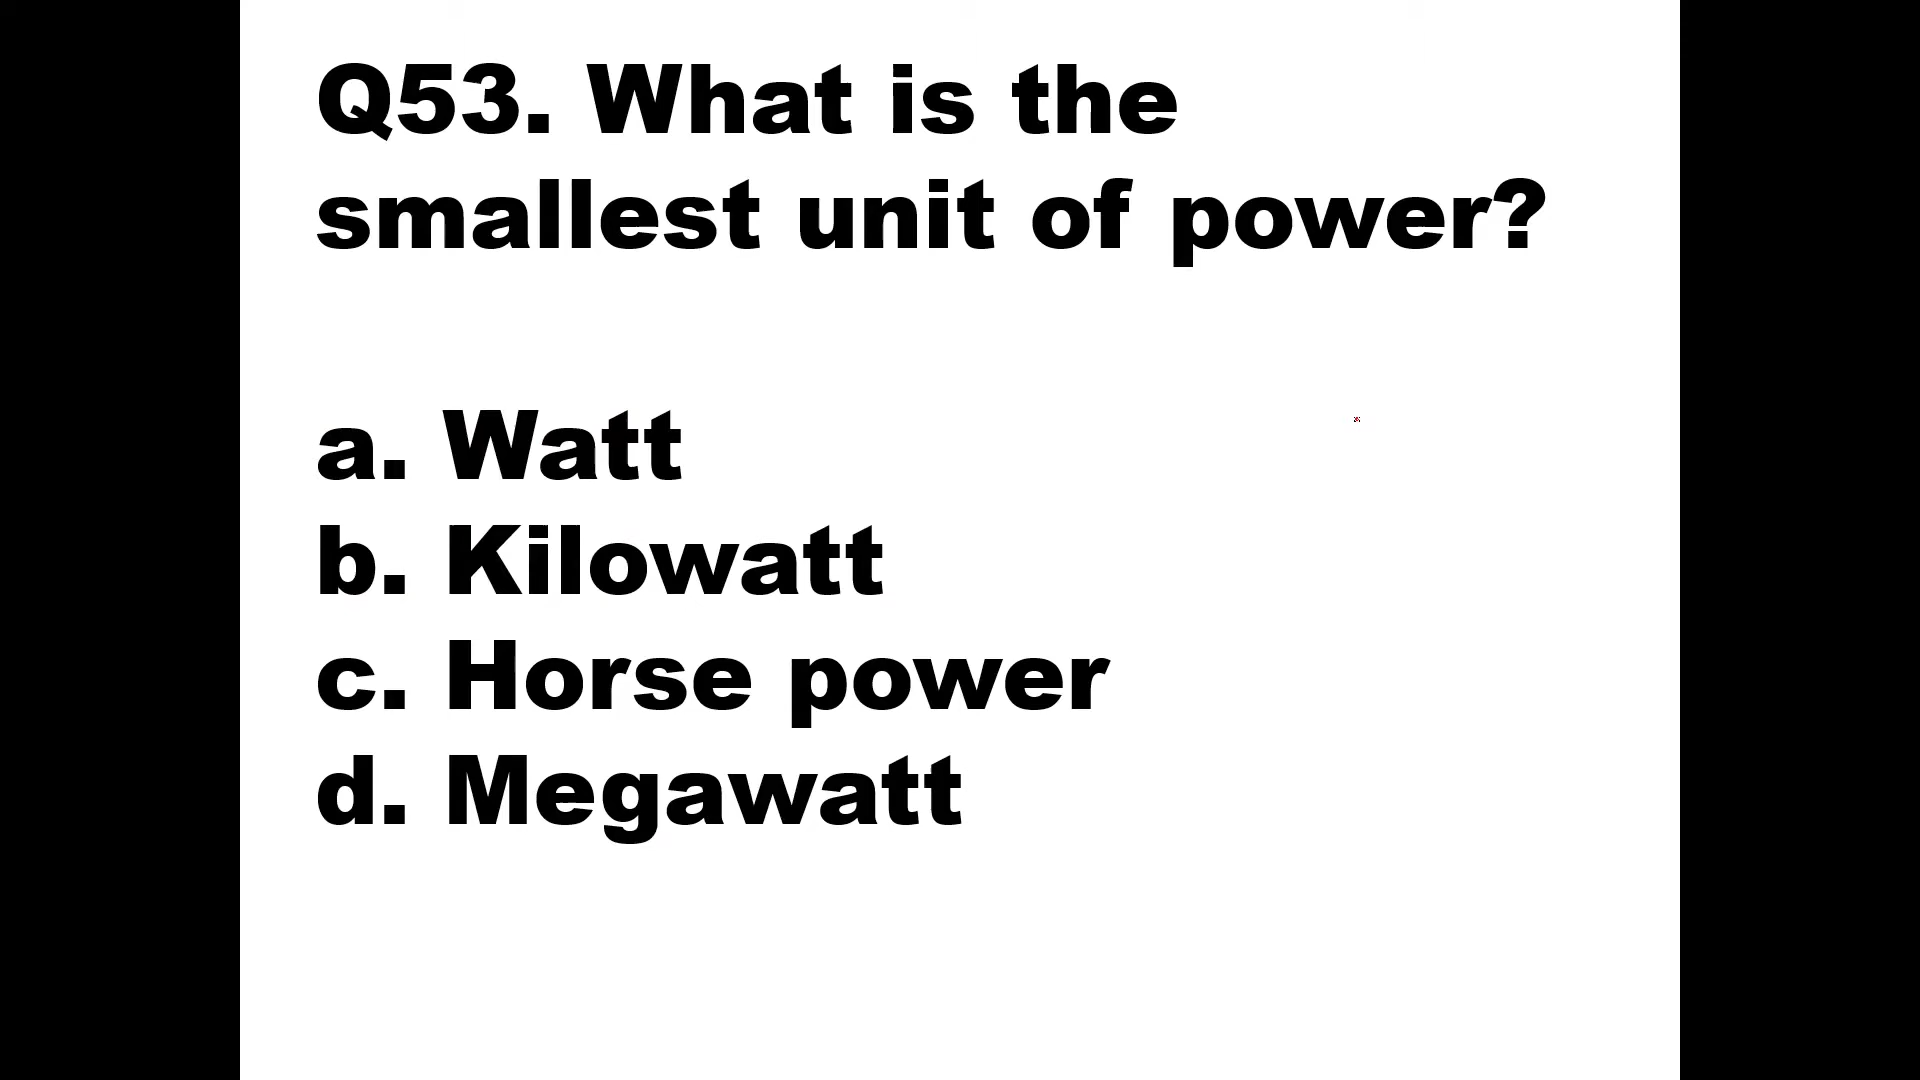 Q53. What is the
smallest unit of power?
a. Watt
b. Kilowatt
c. Horse power
d. Megawatt